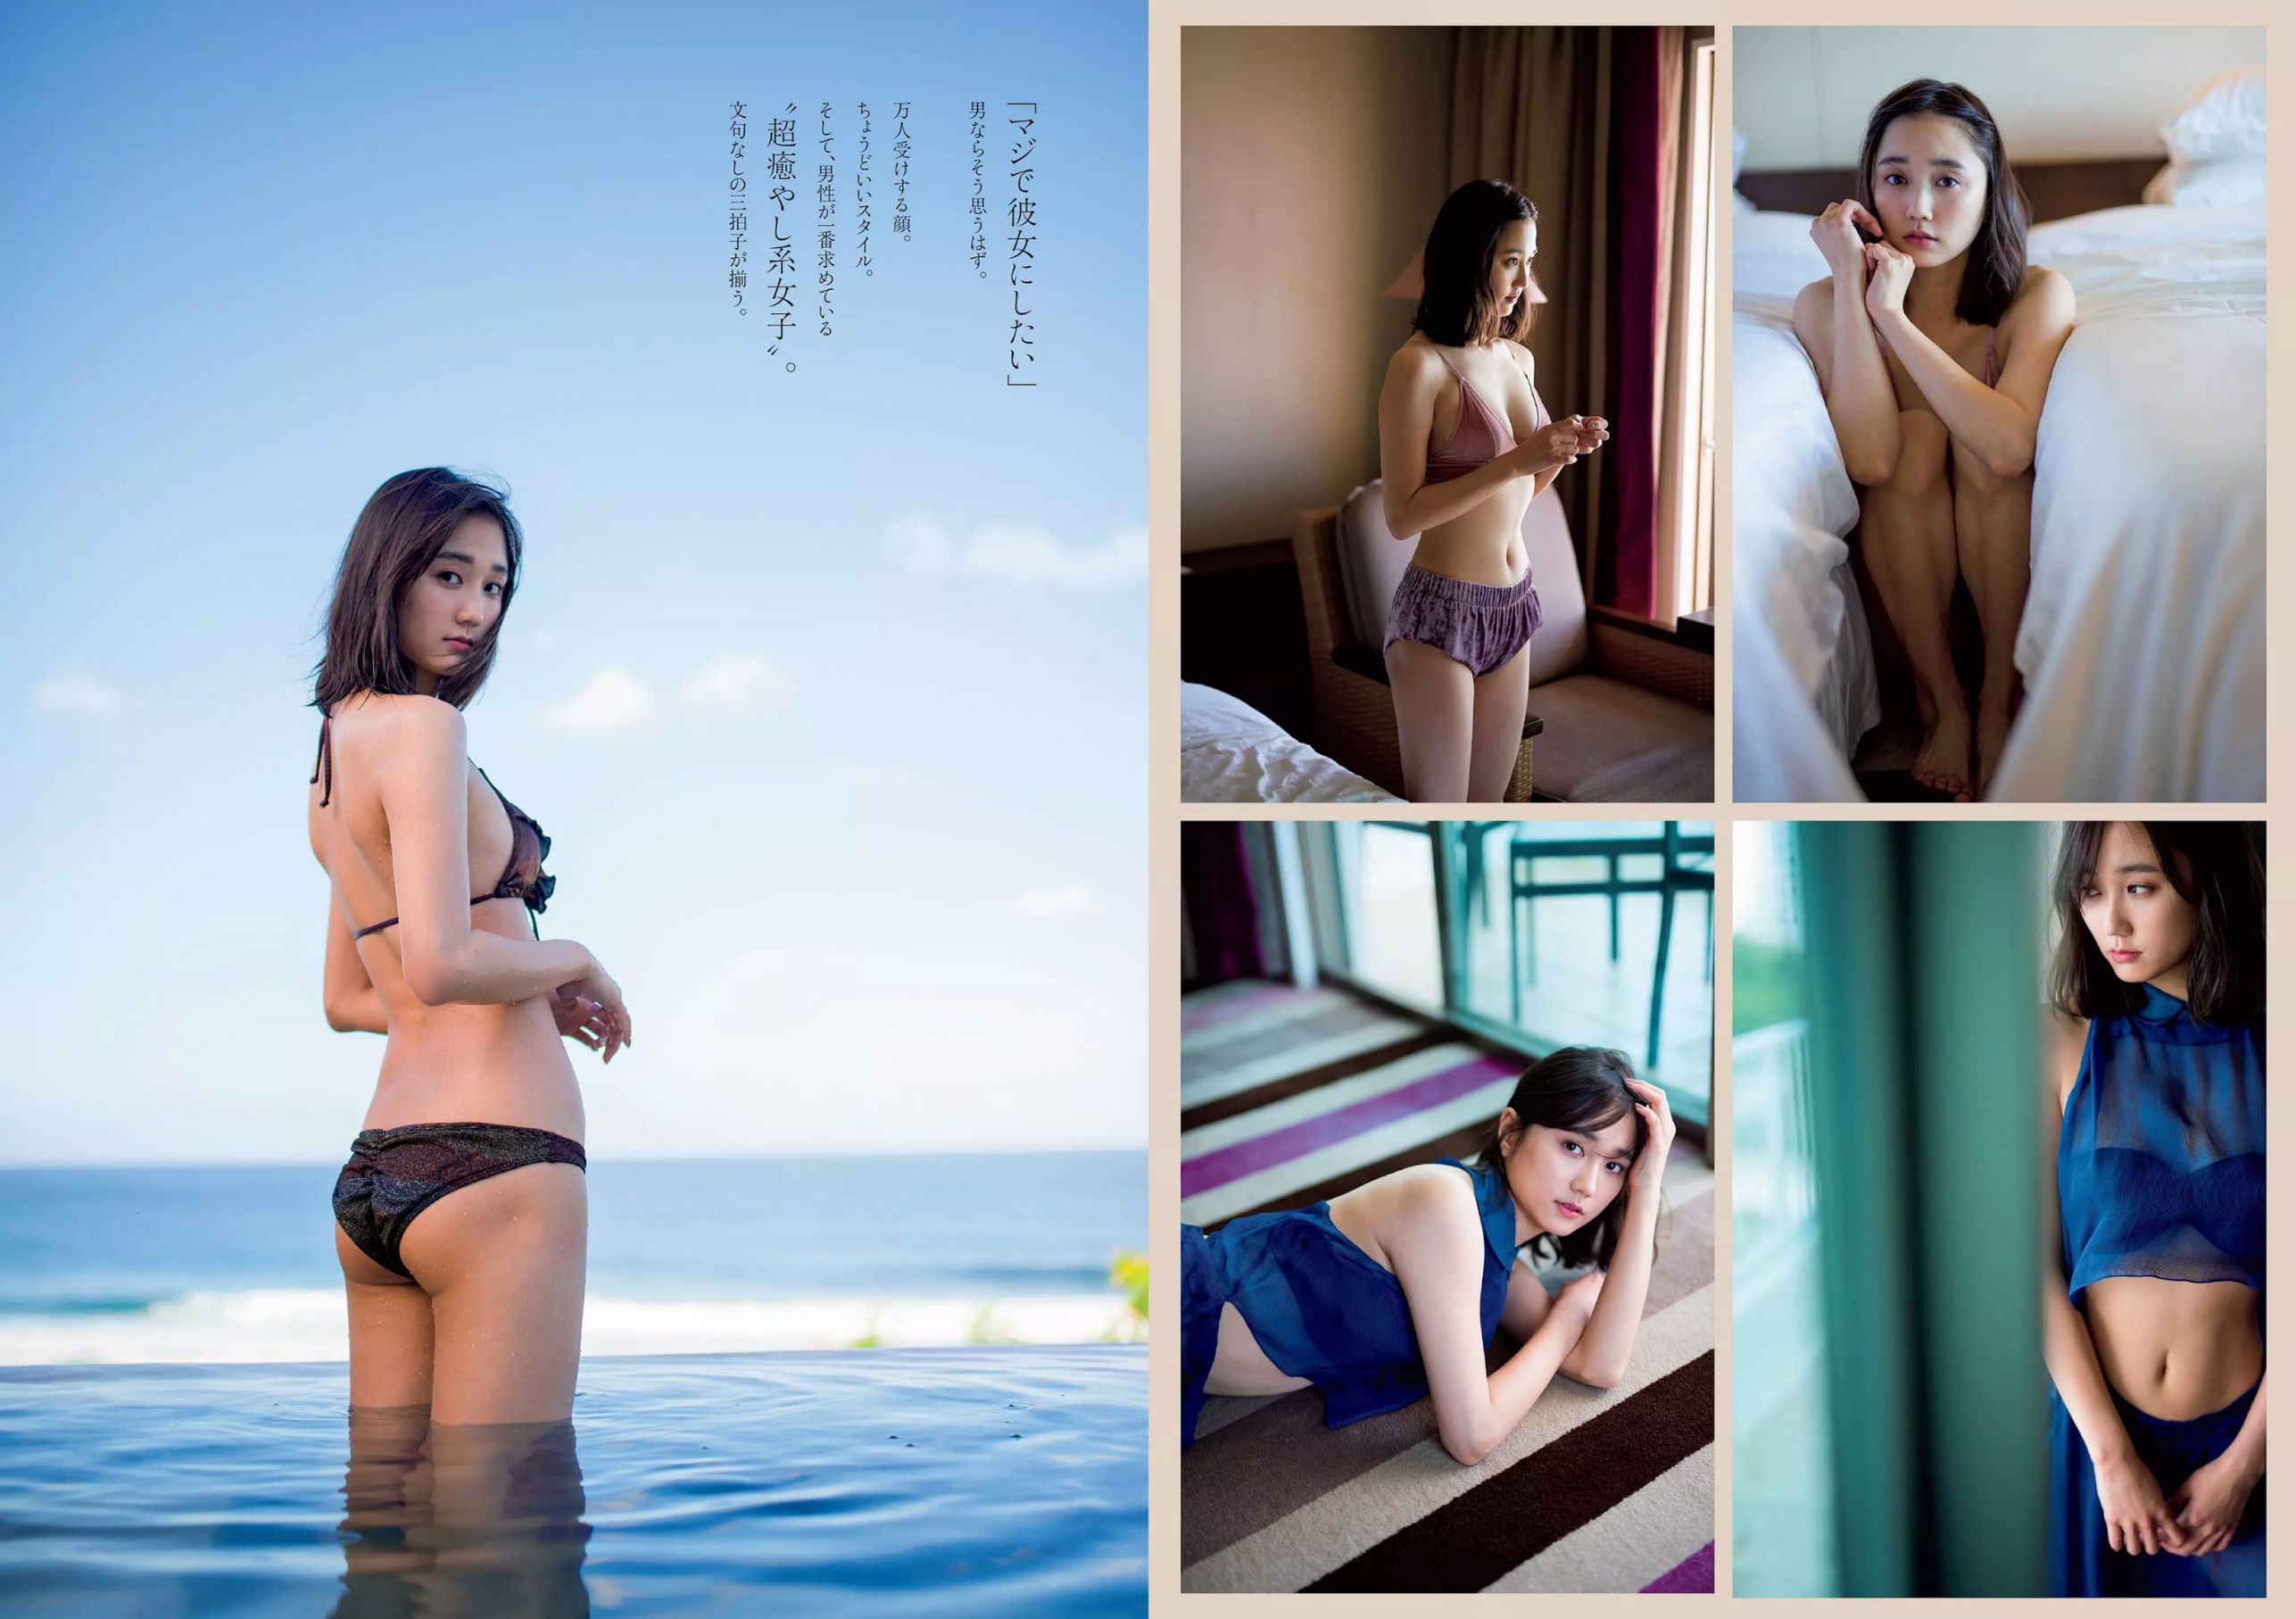 「マジで彼女にしたい」
男ならそう思うはず。
万人受けする顔。
ちょうどいいスタイル。
そして、男性が一番求めている
〝超癒やし系女子〟。
文句なしの三拍子が揃う。